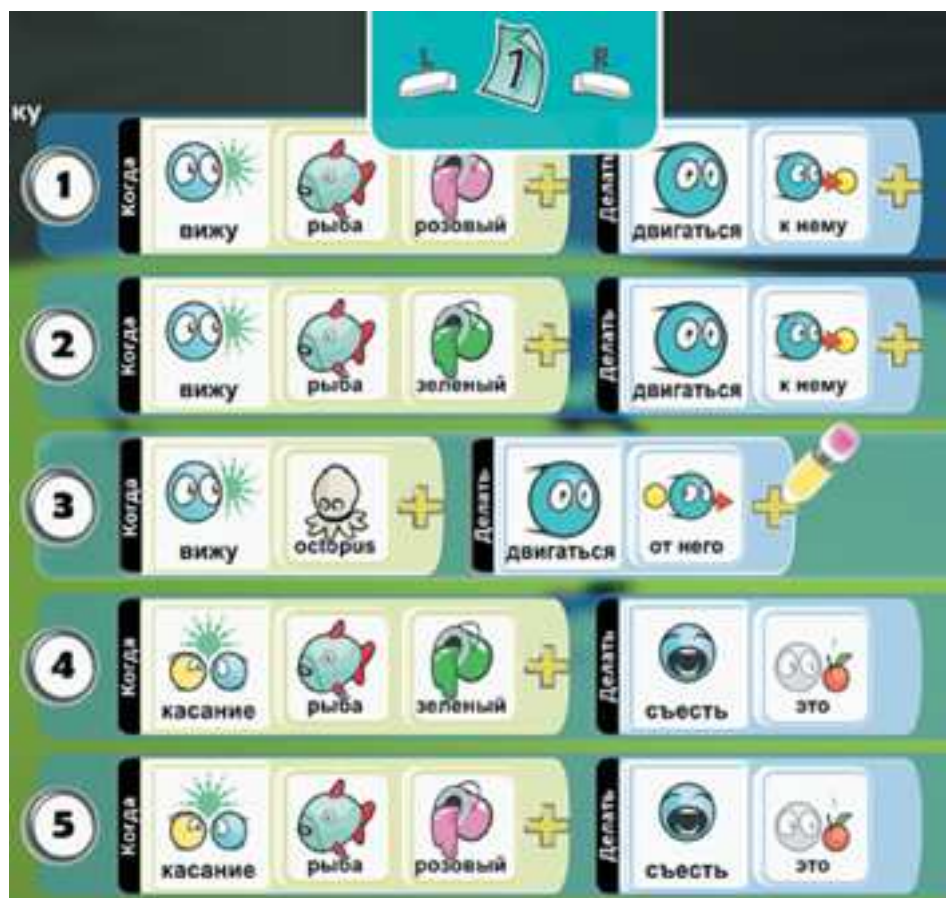 L 1 R
ку
1 Когда вижу рыба розовый Делать двигаться к нему
2 Когда вижу рыба зеленый Делать двигаться к нему
3 Когда вижу octopus Делать двигаться от него
4 Когда касание рыба зеленый Делать съесть это
5 Когда касание рыба розовый Делать съесть это